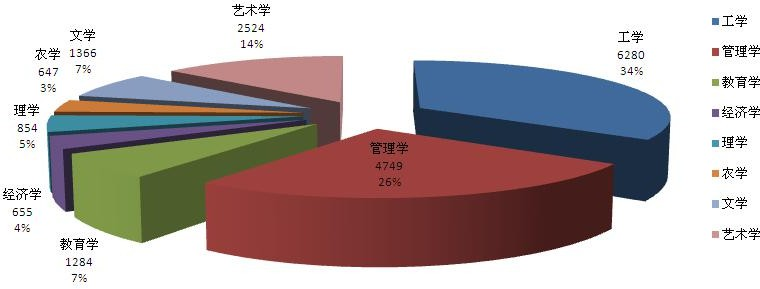 艺术学
2524
14%
文学
1366
7%
农学
647
3%
理学
854
5%
经济学
655
4%
教育学
1284
7%
管理学
4749
26%
工学
6280
34%
工学
管理学
教育学
经济学
理学
农学
文学
艺术学